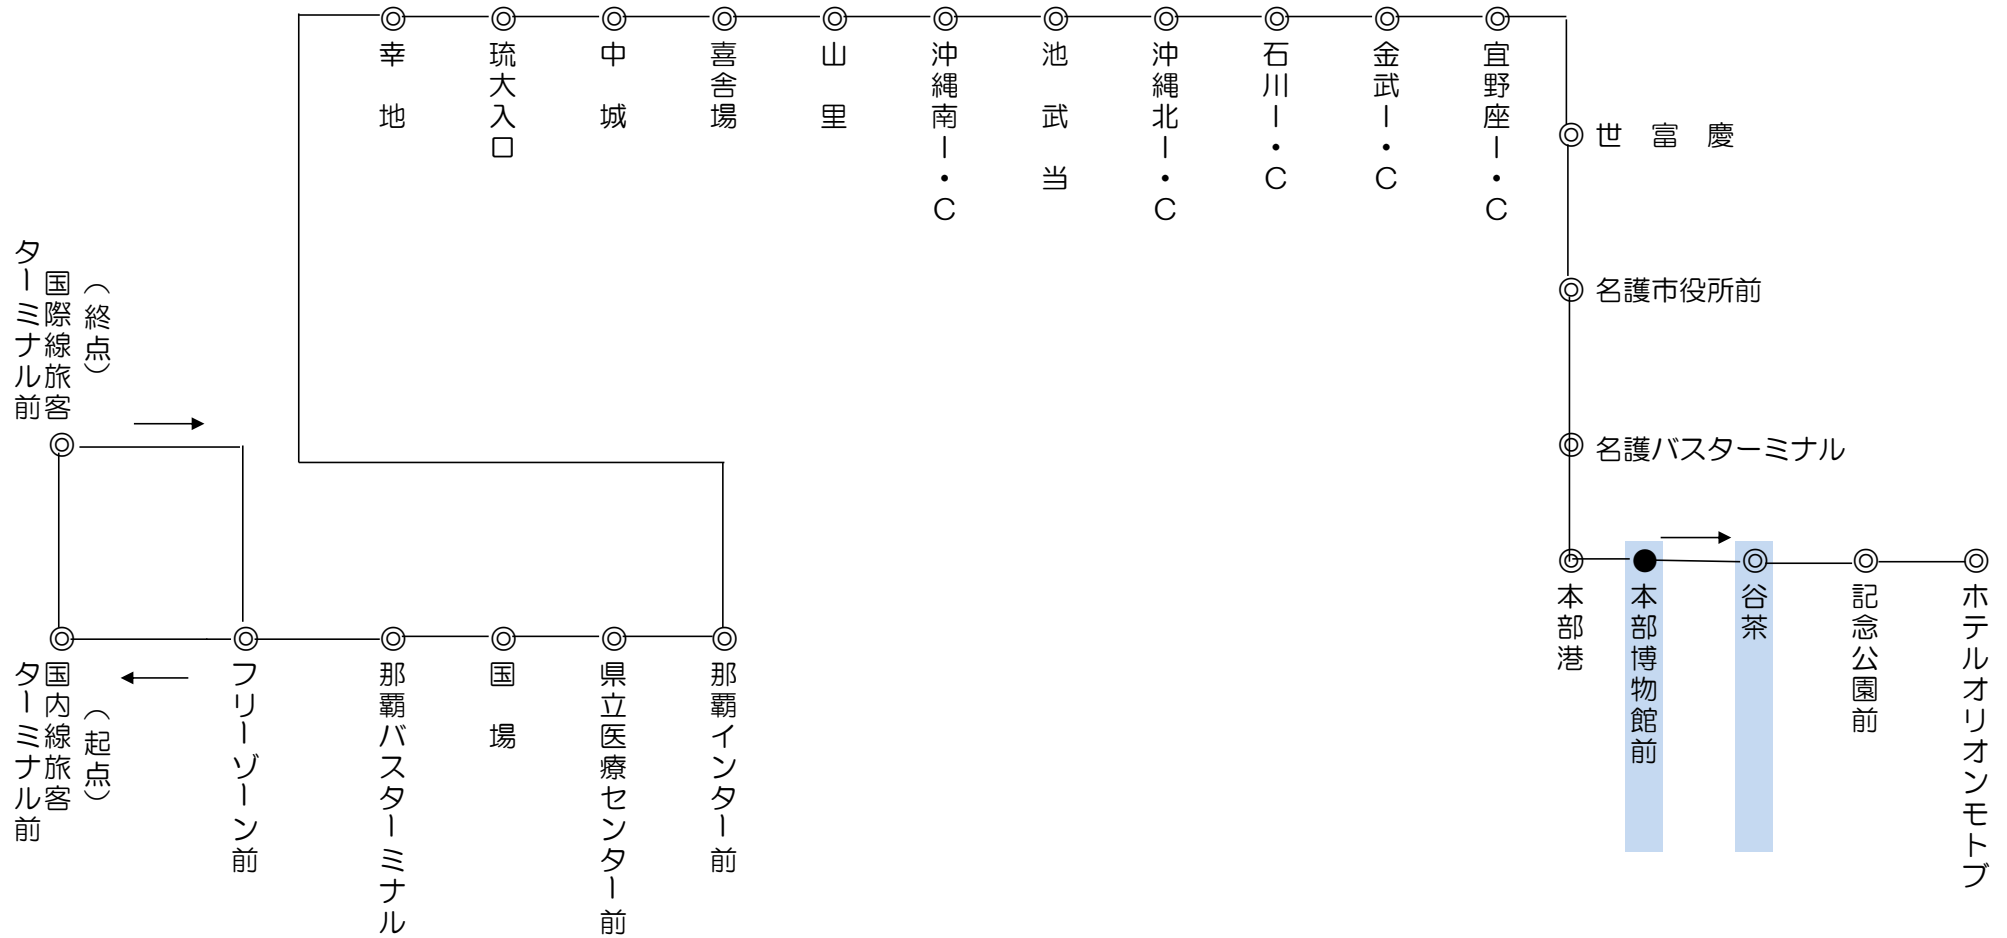 幸地
琉大入口
中城
喜舎場
山里
沖縄南I・C
池武当
沖縄北I・C
石川I・C
金武I・C
宜野座I・C
世富慶
名護市役所前
名護バスターミナル
本部港
本部博物館前
谷茶
記念公園前
ホテルオリオンモトブ
（終点）
国際線旅客
ターミナル前
（起点）
国内線旅客
ターミナル前
フリーゾーン前
那覇バスターミナル
国場
県立医療センター前
那覇インター前